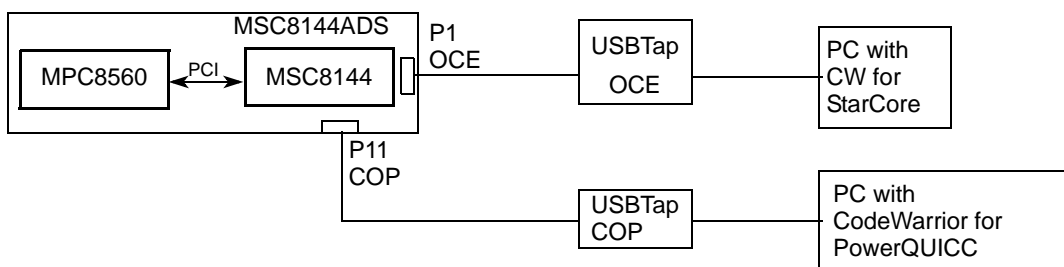 MSC8144ADS
MPC8560
PCI
MSC8144
P1
OCE
USBTap
OCE
PC with
CW for
StarCore
P11
COP
USBTap
COP
PC with
CodeWarrior for
PowerQUICC